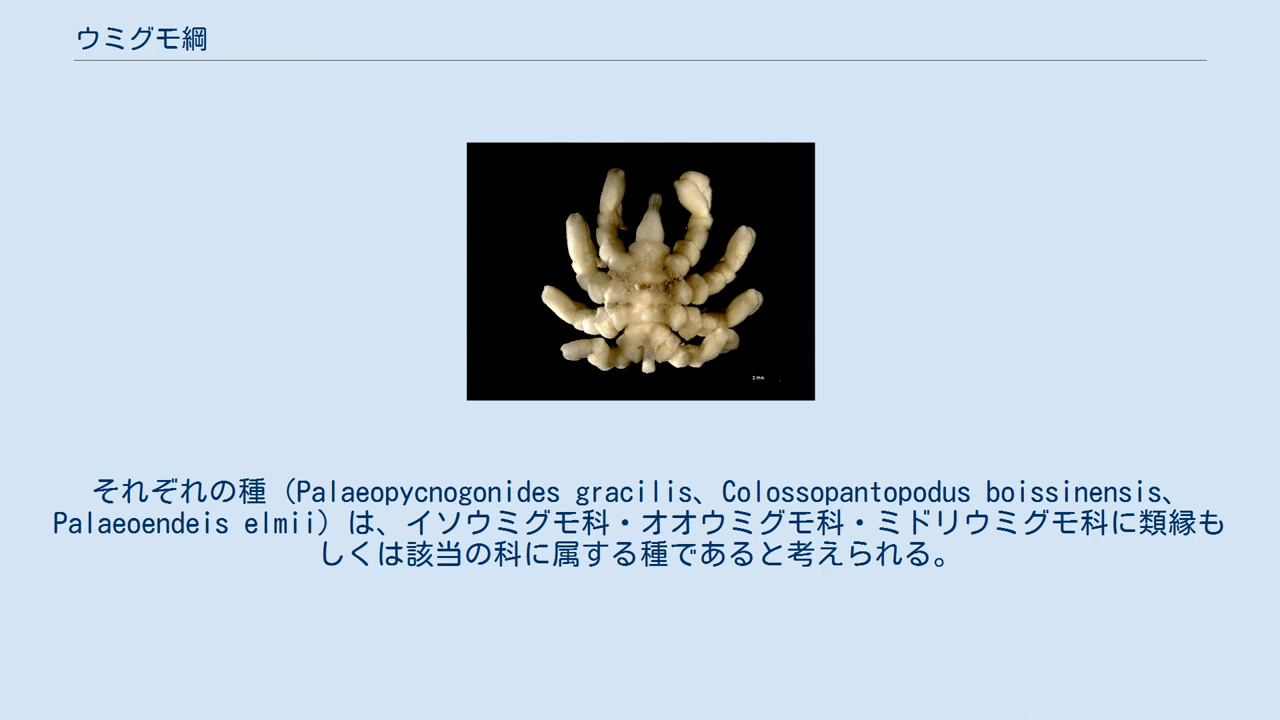 ウミグモ綱
2 mm
それぞれの種（Palaeopycnogonides gracilis、Colossopantopodus boissinensis、
Palaeoendeis elmii）は、イソウミグモ科・オオウミグモ科・ミドリウミグモ科に類縁も
しくは該当の科に属する種であると考えられる。